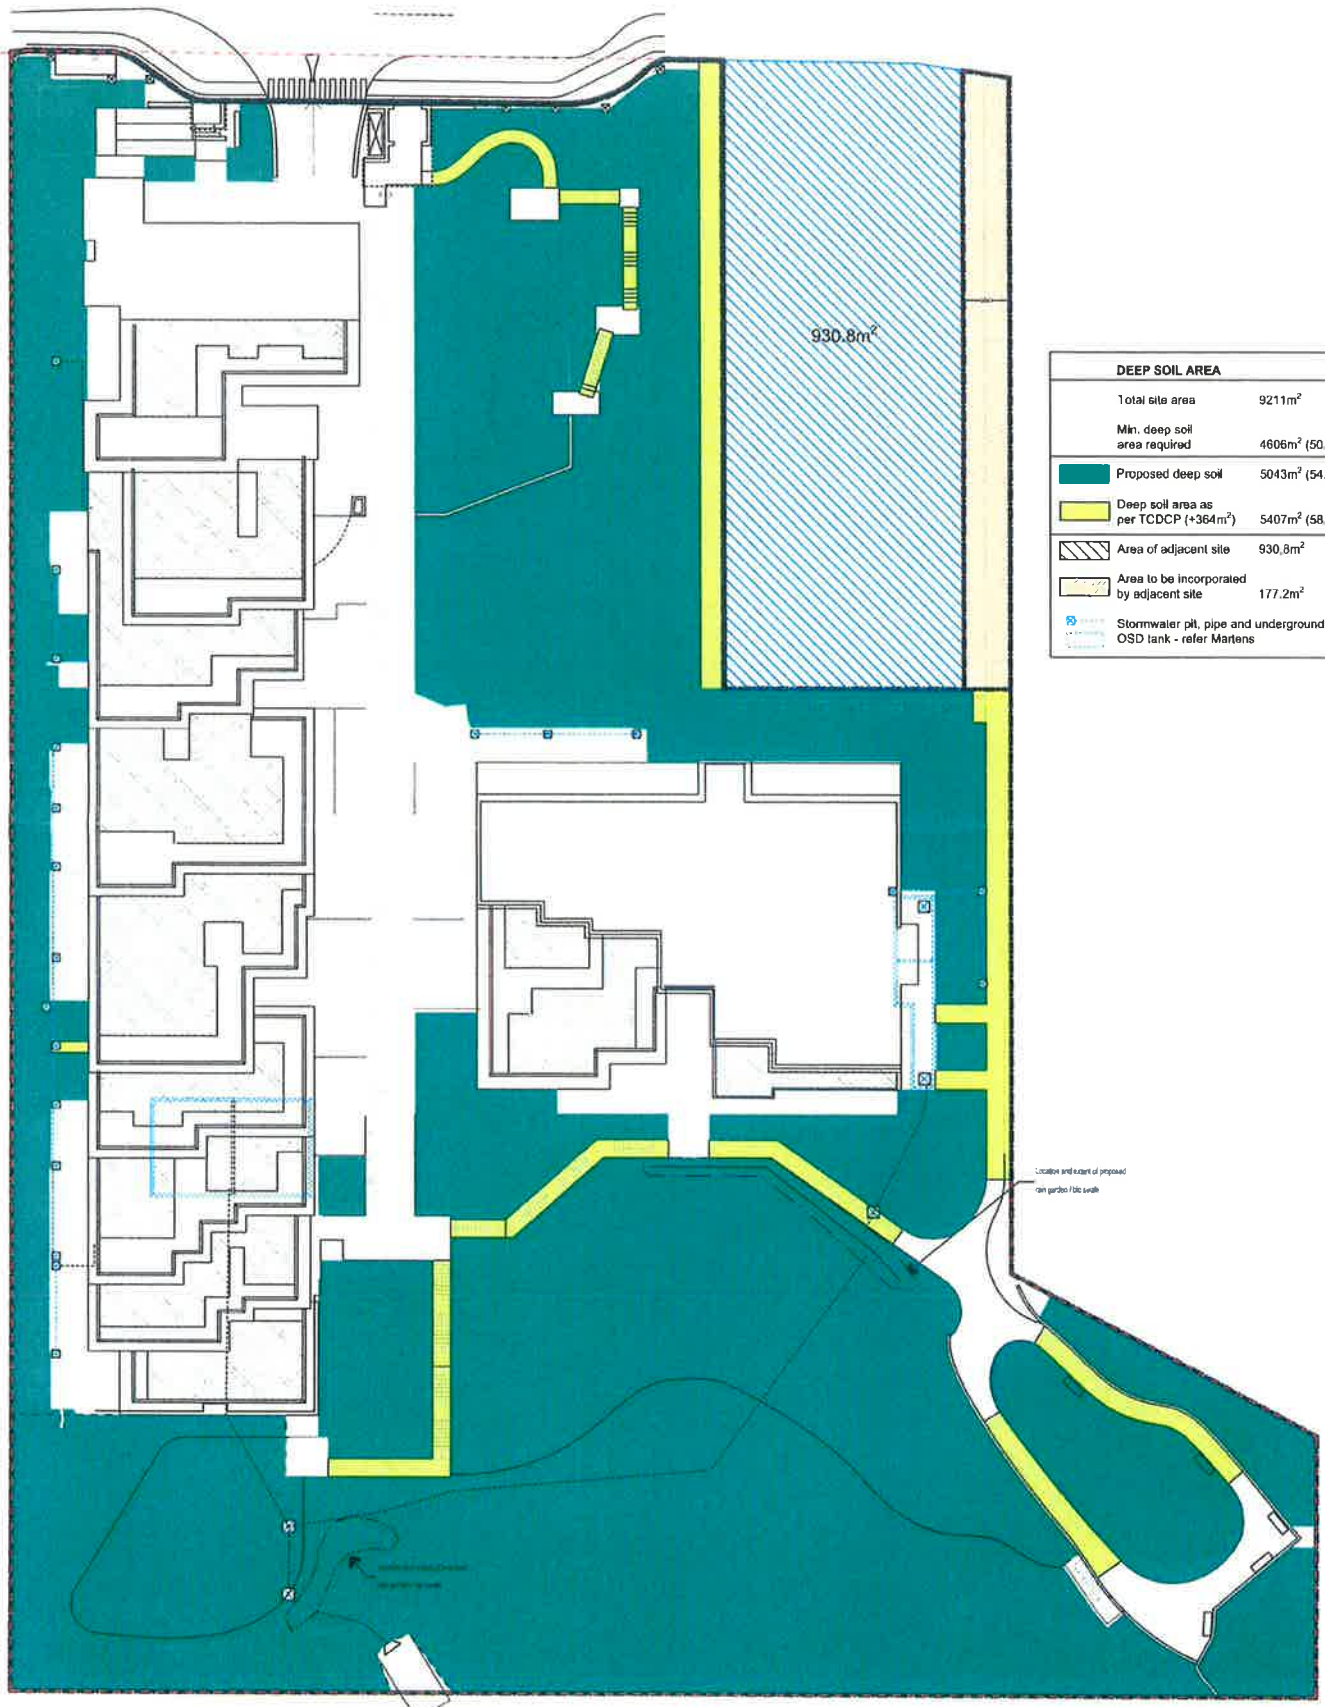 930.8m²
DEEP SOIL AREA
Total site area 9211m²
Min. deep soil
area required 4606m² (50.
Proposed deep soil 5043m² (54.
Deep soil area as
per TCDCP (+364m²) 5407m² (58.
Area of adjacent site 930.8m²
Area to be incorporated
by adjacent site 177.2m²
Stormwater pit, pipe and underground
OSD tank - refer Martens
Location and extent of proposed
rain garden / bio swale